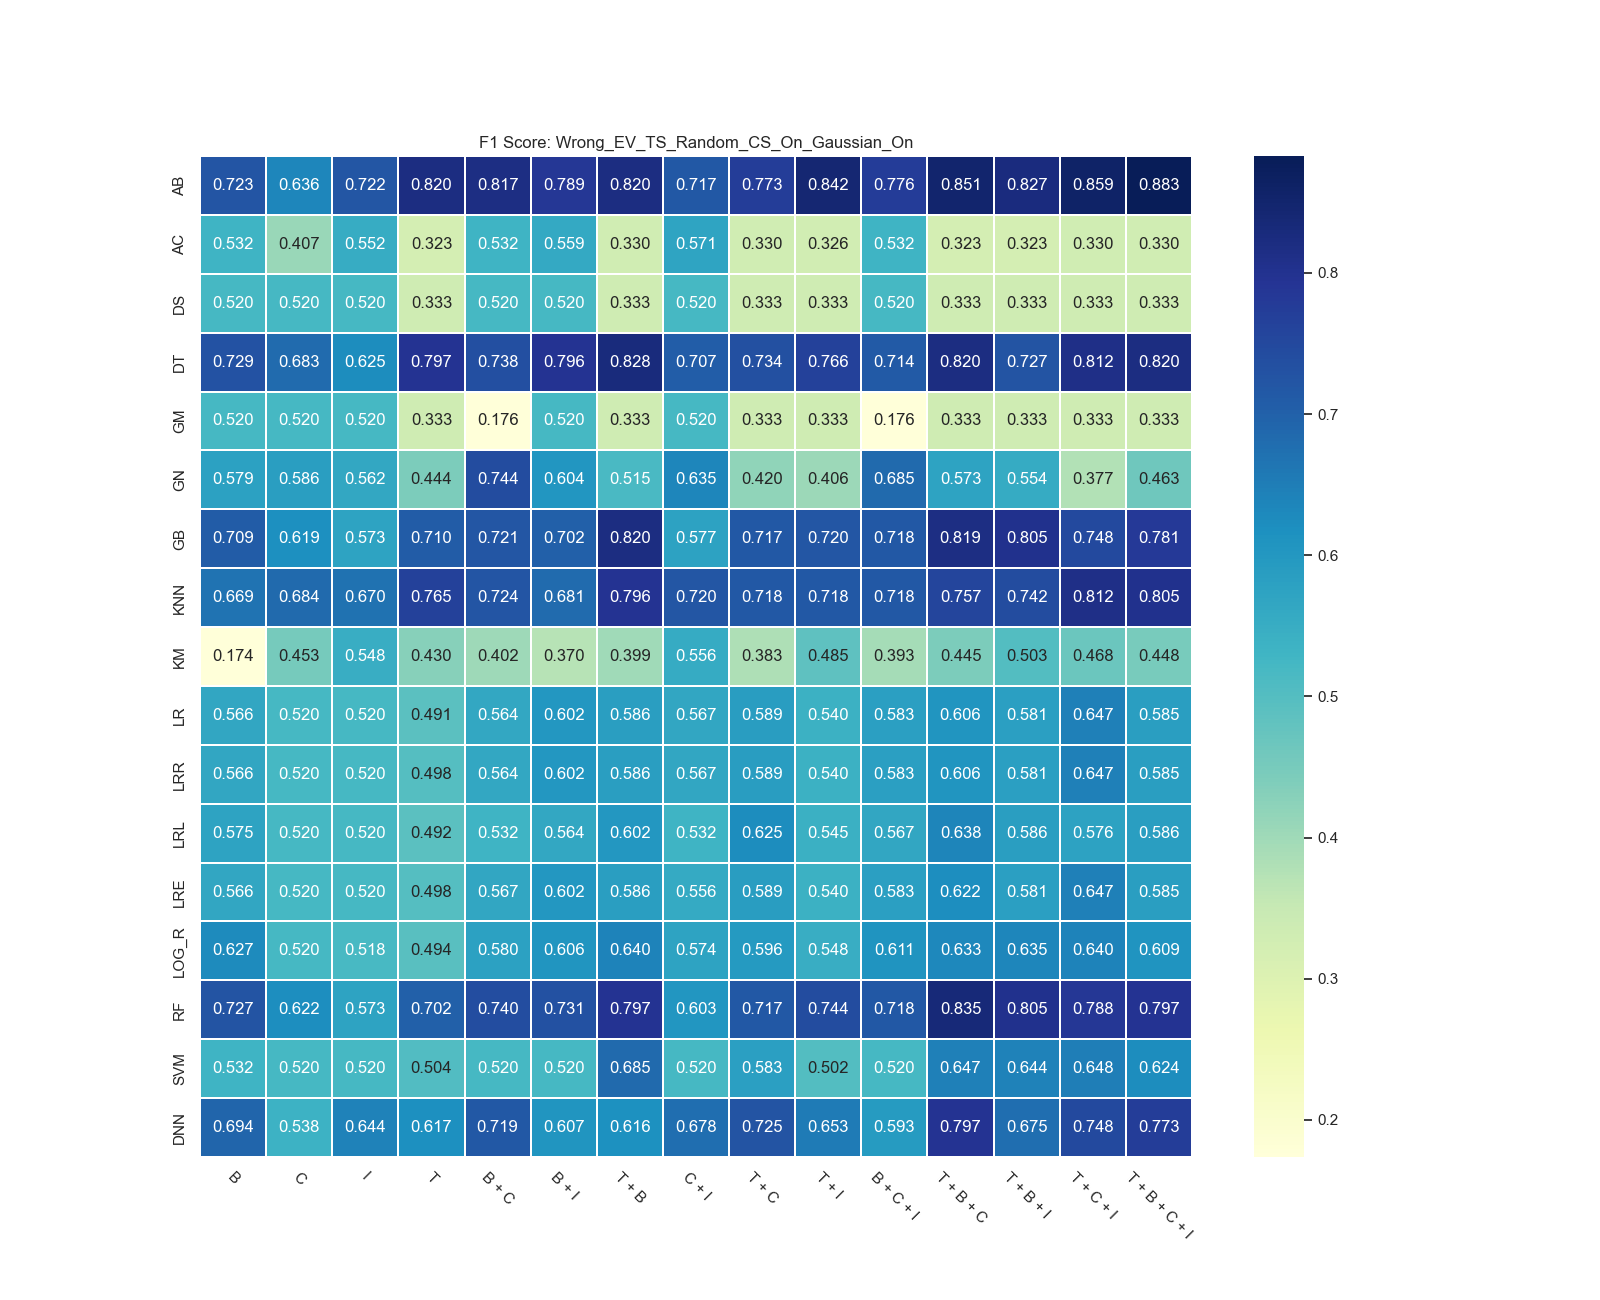 F1 Score: Wrong_EV_TS_Random_CS_On_Gaussian_On
AB 0.723 0.636 0.722 0.820 0.817 0.789 0.820 0.717 0.773 0.842 0.776 0.851 0.827 0.859 0.883
AC 0.532 0.407 0.552 0.323 0.532 0.559 0.330 0.571 0.330 0.326 0.532 0.323 0.323 0.330 0.330
DS 0.520 0.520 0.520 0.333 0.520 0.520 0.333 0.520 0.333 0.333 0.520 0.333 0.333 0.333 0.333
DT 0.729 0.683 0.625 0.797 0.738 0.796 0.828 0.707 0.734 0.766 0.714 0.820 0.727 0.812 0.820
GM 0.520 0.520 0.520 0.333 0.176 0.520 0.333 0.520 0.333 0.333 0.176 0.333 0.333 0.333 0.333
GN 0.579 0.586 0.562 0.444 0.744 0.604 0.515 0.635 0.420 0.406 0.685 0.573 0.554 0.377 0.463
GB 0.709 0.619 0.573 0.710 0.721 0.702 0.820 0.577 0.717 0.720 0.718 0.819 0.805 0.748 0.781
KNN 0.669 0.684 0.670 0.765 0.724 0.681 0.796 0.720 0.718 0.718 0.718 0.757 0.742 0.812 0.805
KM 0.174 0.453 0.548 0.430 0.402 0.370 0.399 0.556 0.383 0.485 0.393 0.445 0.503 0.468 0.448
LR 0.566 0.520 0.520 0.491 0.564 0.602 0.586 0.567 0.589 0.540 0.583 0.606 0.581 0.647 0.585
LRR 0.566 0.520 0.520 0.498 0.564 0.602 0.586 0.567 0.589 0.540 0.583 0.606 0.581 0.647 0.585
LRL 0.575 0.520 0.520 0.492 0.532 0.564 0.602 0.532 0.625 0.545 0.567 0.638 0.586 0.576 0.586
LRE 0.566 0.520 0.520 0.498 0.567 0.602 0.586 0.556 0.589 0.540 0.583 0.622 0.581 0.647 0.585
LOG_R 0.627 0.520 0.518 0.494 0.580 0.606 0.640 0.574 0.596 0.548 0.611 0.633 0.635 0.640 0.609
RF 0.727 0.622 0.573 0.702 0.740 0.731 0.797 0.603 0.717 0.744 0.718 0.835 0.805 0.788 0.797
SVM 0.532 0.520 0.520 0.504 0.520 0.520 0.685 0.520 0.583 0.502 0.520 0.647 0.644 0.648 0.624
DNN 0.694 0.538 0.644 0.617 0.719 0.607 0.616 0.678 0.725 0.653 0.593 0.797 0.675 0.748 0.773
B C I T B + C B + I T + B C + I T + C T + I B + C + I T + B + C T + B + I T + C + I T + B + C + I
0.8
0.7
0.6
0.5
0.4
0.3
0.2